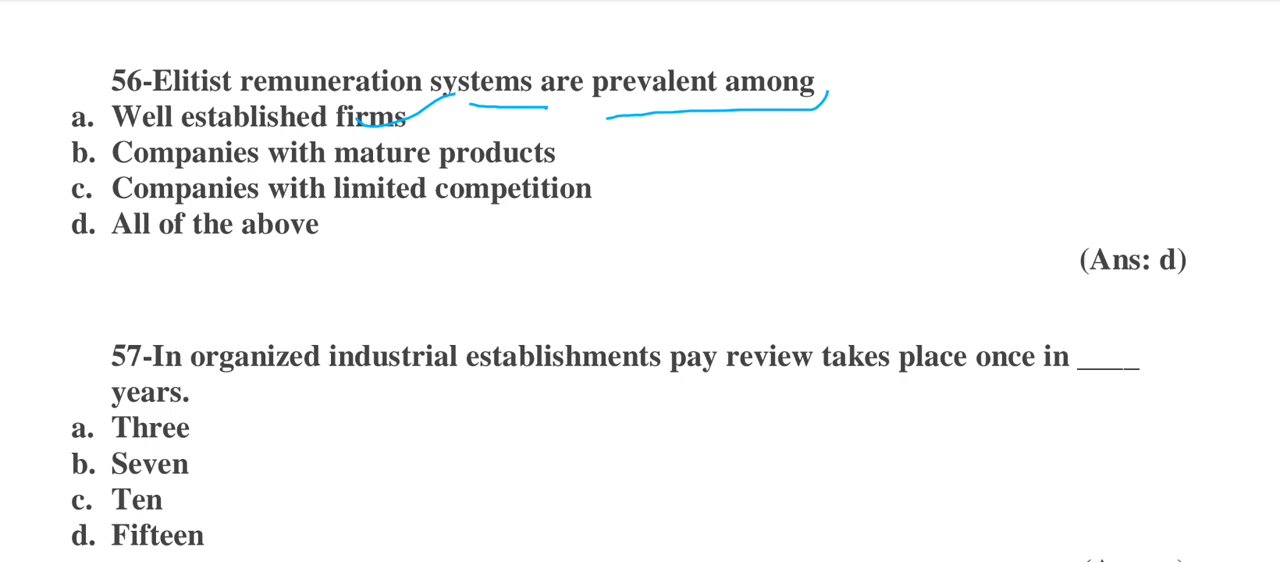 56-Elitist remuneration systems are prevalent among
a. Well established firms
b. Companies with mature products
c. Companies with limited competition
d. All of the above
(Ans: d)
57-In organized industrial establishments pay review takes place once in ____
years.
a. Three
b. Seven
c. Ten
d. Fifteen